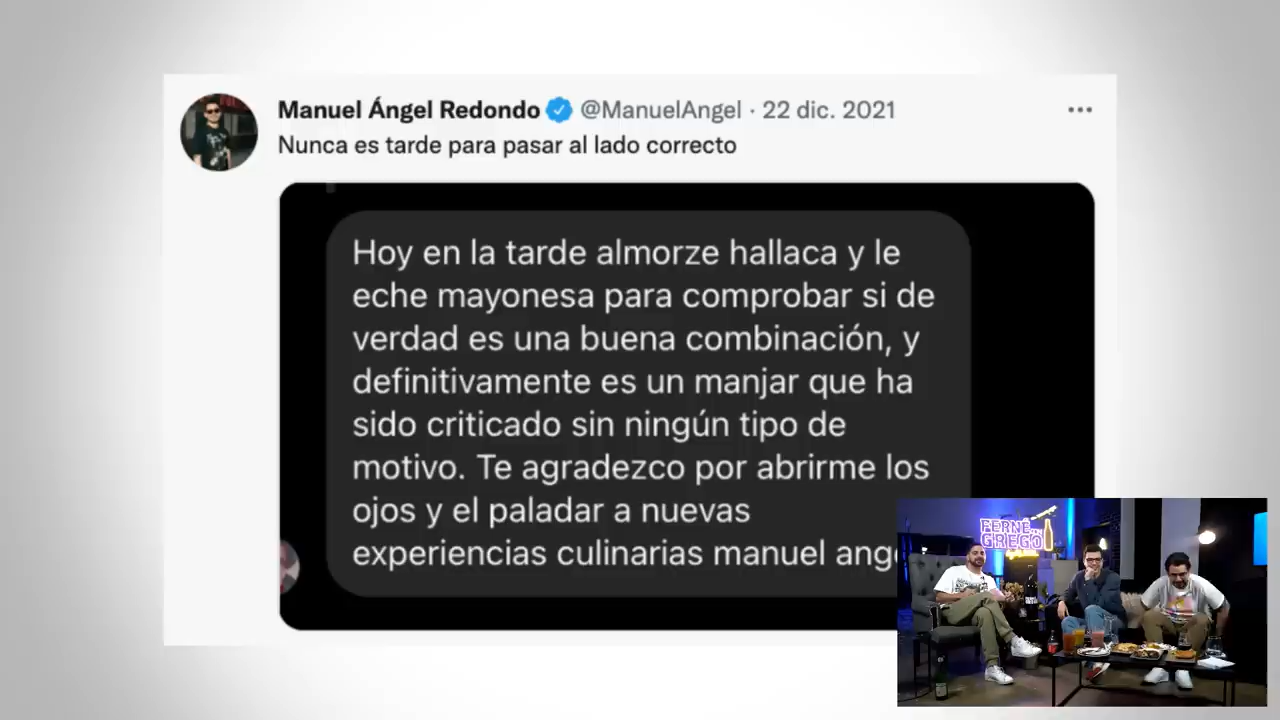 Manuel Ángel Redondo @ManuelAngel · 22 dic. 2021
Nunca es tarde para pasar al lado correcto
Hoy en la tarde almorze hallaca y le
eche mayonesa para comprobar si de
verdad es una buena combinación, y
definitivamente es un manjar que ha
sido criticado sin ningún tipo de
motivo. Te agradezco por abrirme los
ojos y el paladar a nuevas
experiencias culinarias manuel ang
FERNE..
GREGO